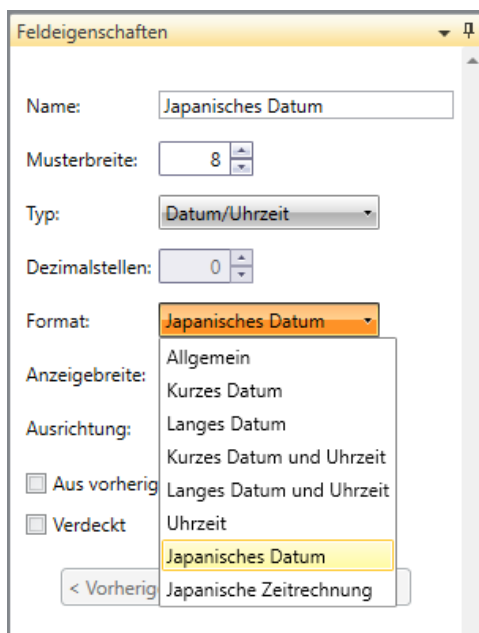 Feldeigenschaften
Name: Japanisches Datum
Musterbreite: 8
Typ: Datum/Uhrzeit
Dezimalstellen: 0
Format: Japanisches Datum
Allgemein
Anzeigebreite:
Kurzes Datum
Langes Datum
Ausrichtung:
Kurzes Datum und Uhrzeit
Aus vorherig
Langes Datum und Uhrzeit
Verdeckt
Uhrzeit
Japanisches Datum
< Vorherig
Japanische Zeitrechnung